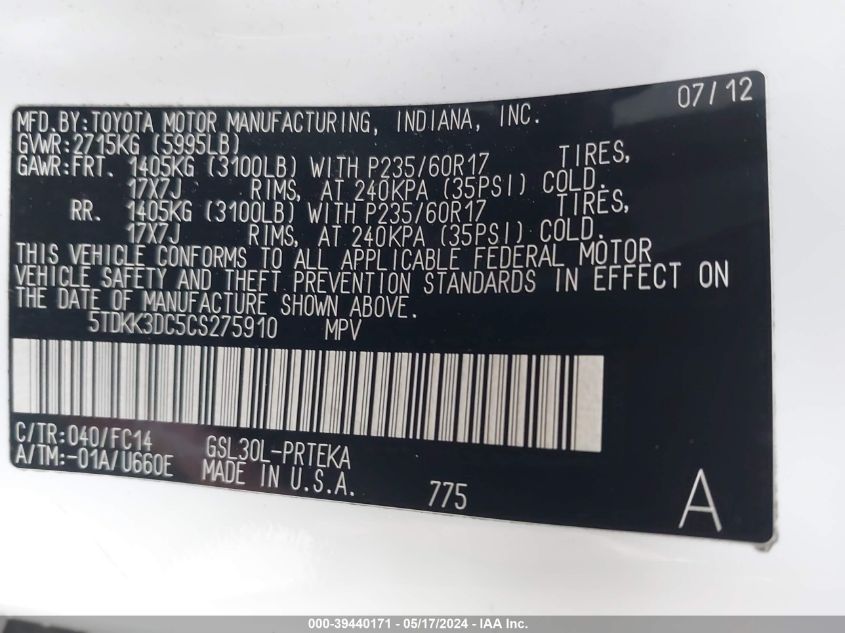 07/12
MFD.BY:TOYOTA MOTOR MANUFACTURING, INDIANA, INC.
GVWR:2715KG (5995LB)
GAWR:FRT. 1405KG (3100LB) WITH P235/60R17 TIRES,
17X7J RIMS, AT 240KPA (35PSI) COLD.
RR. 1405KG (3100LB) WITH P235/60R17 TIRES,
17X7J RIMS, AT 240KPA (35PSI) COLD.
THIS VEHICLE CONFORMS TO ALL APPLICABLE FEDERAL MOTOR
VEHICLE SAFETY AND THEFT PREVENTION STANDARDS IN EFFECT ON
THE DATE OF MANUFACTURE SHOWN ABOVE.
5TDKK3DC5CS275910 MPV
C/TR:040/FC14 GSL30L-PRTEKA
A/TM:-01A/U660E MADE IN U.S.A.
775
A
000-39440171 - 05/17/2024 - IAA Inc.